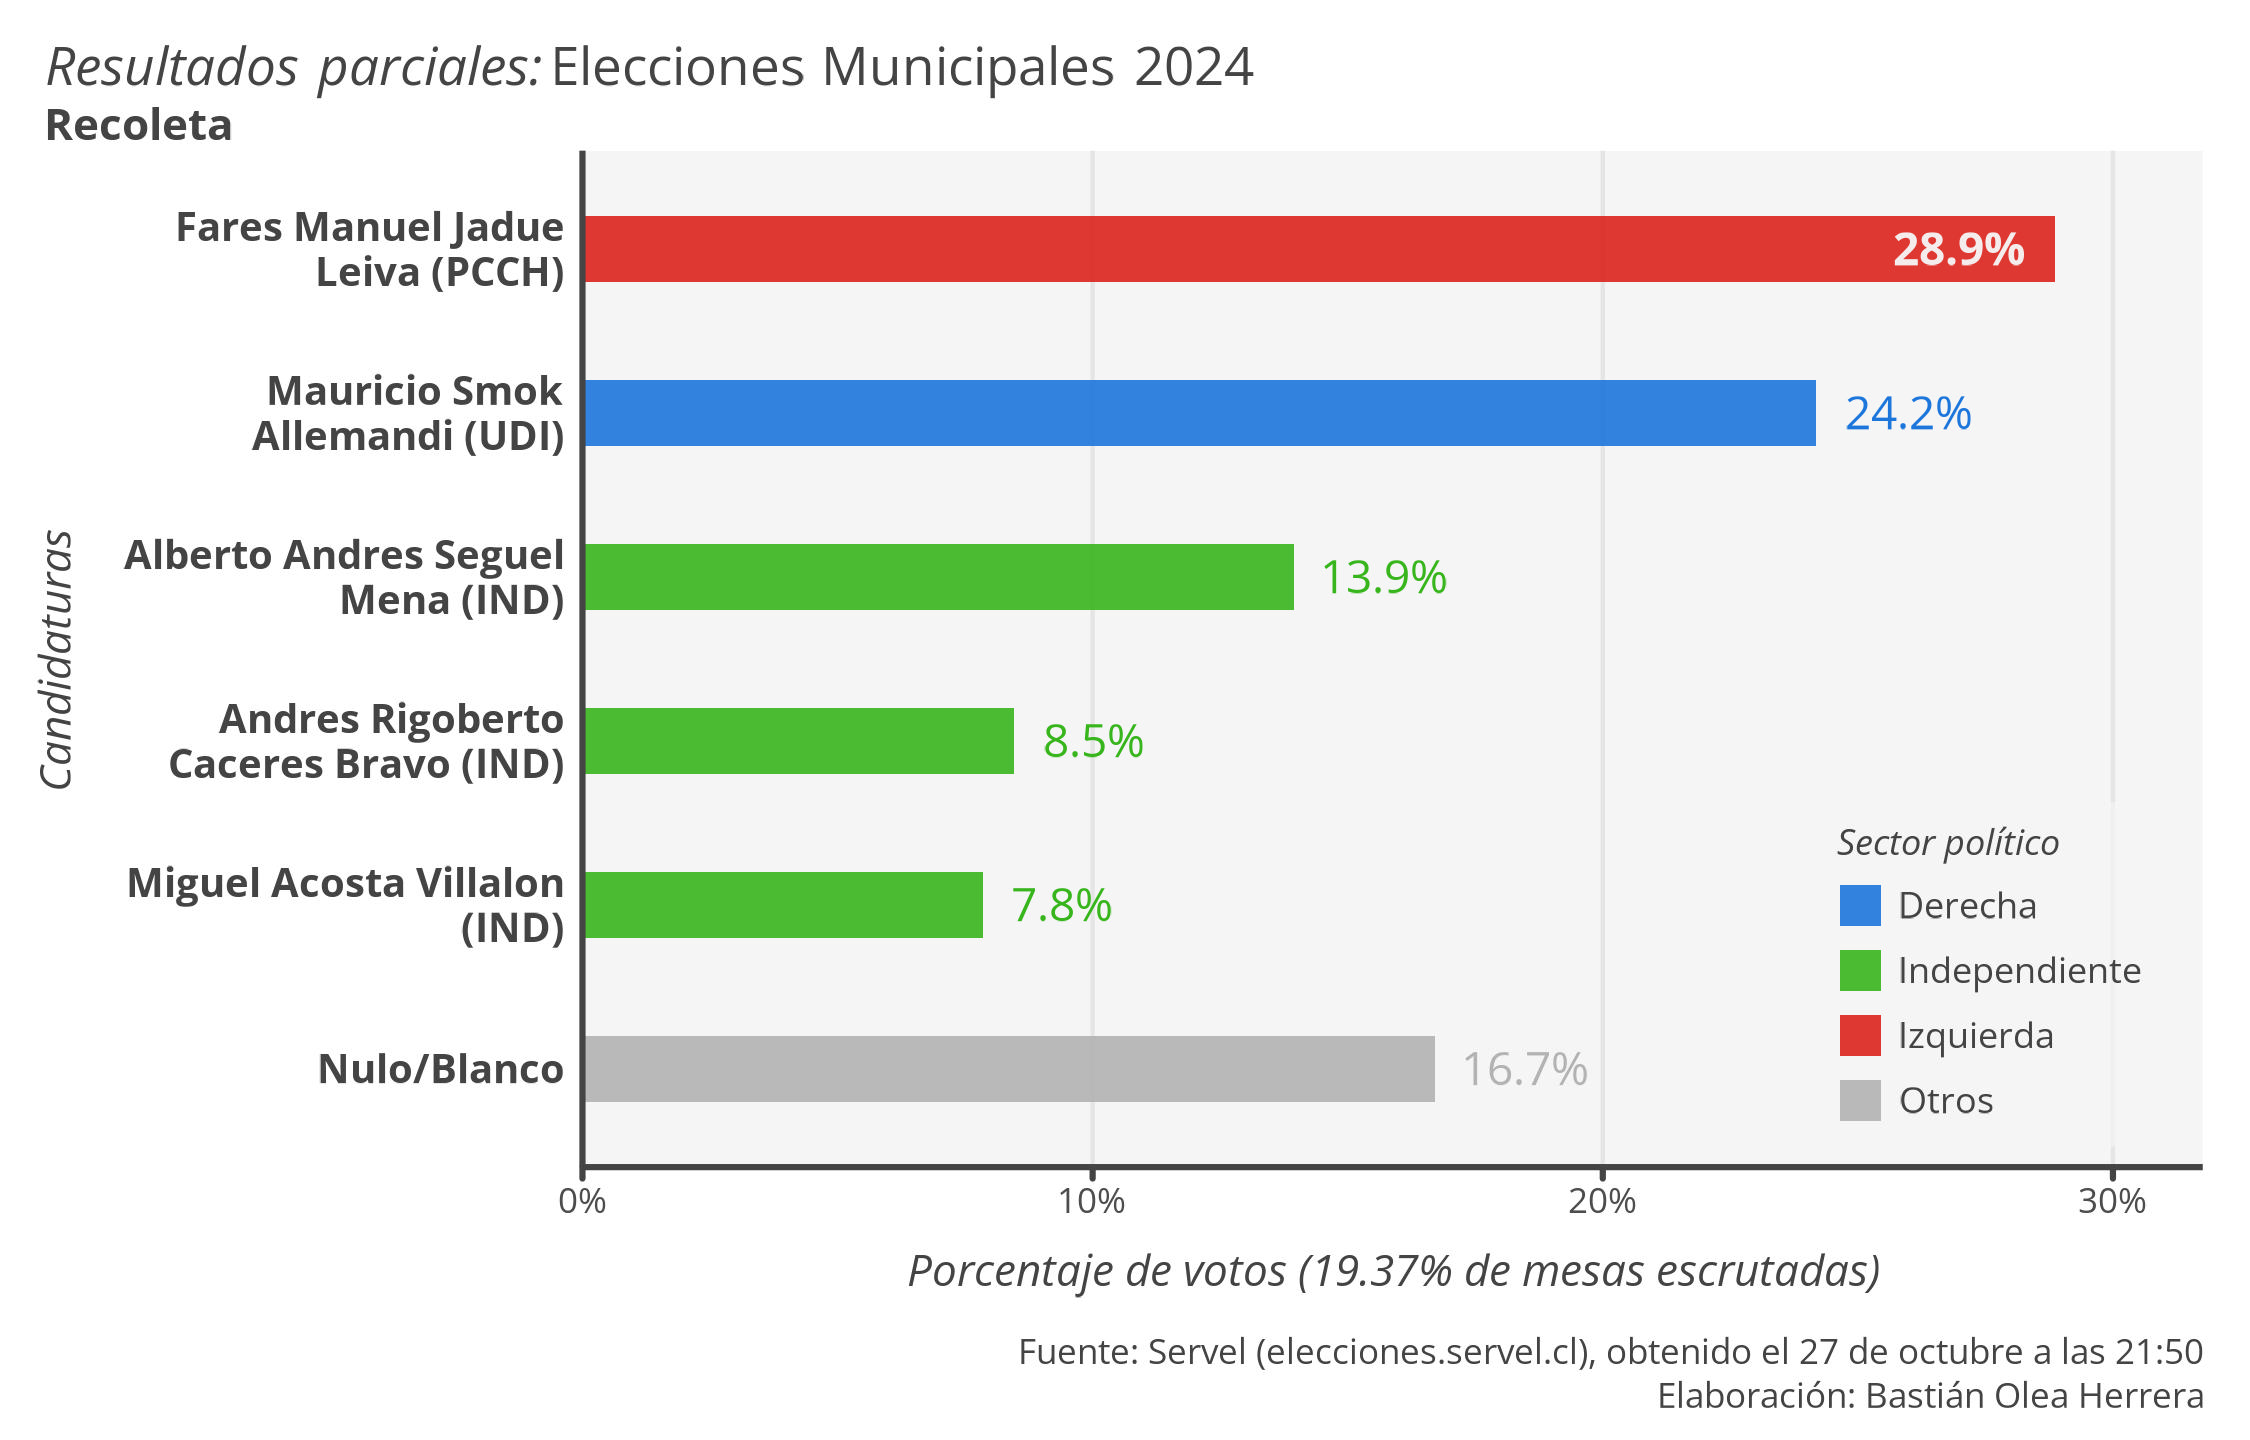 Resultados parciales: Elecciones Municipales 2024
Recoleta
Candidaturas
Fares Manuel Jadue
Leiva (PCCH)
28.9%
Mauricio Smok
Allemandi (UDI)
24.2%
Alberto Andres Seguel
Mena (IND)
13.9%
Andres Rigoberto
Caceres Bravo (IND)
8.5%
Miguel Acosta Villalon
(IND)
7.8%
Nulo/Blanco
16.7%
Sector político
Derecha
Independiente
Izquierda
Otros
0%
10%
20%
30%
Porcentaje de votos (19.37% de mesas escrutadas)
Fuente: Servel (elecciones.servel.cl), obtenido el 27 de octubre a las 21:50
Elaboración: Bastián Olea Herrera